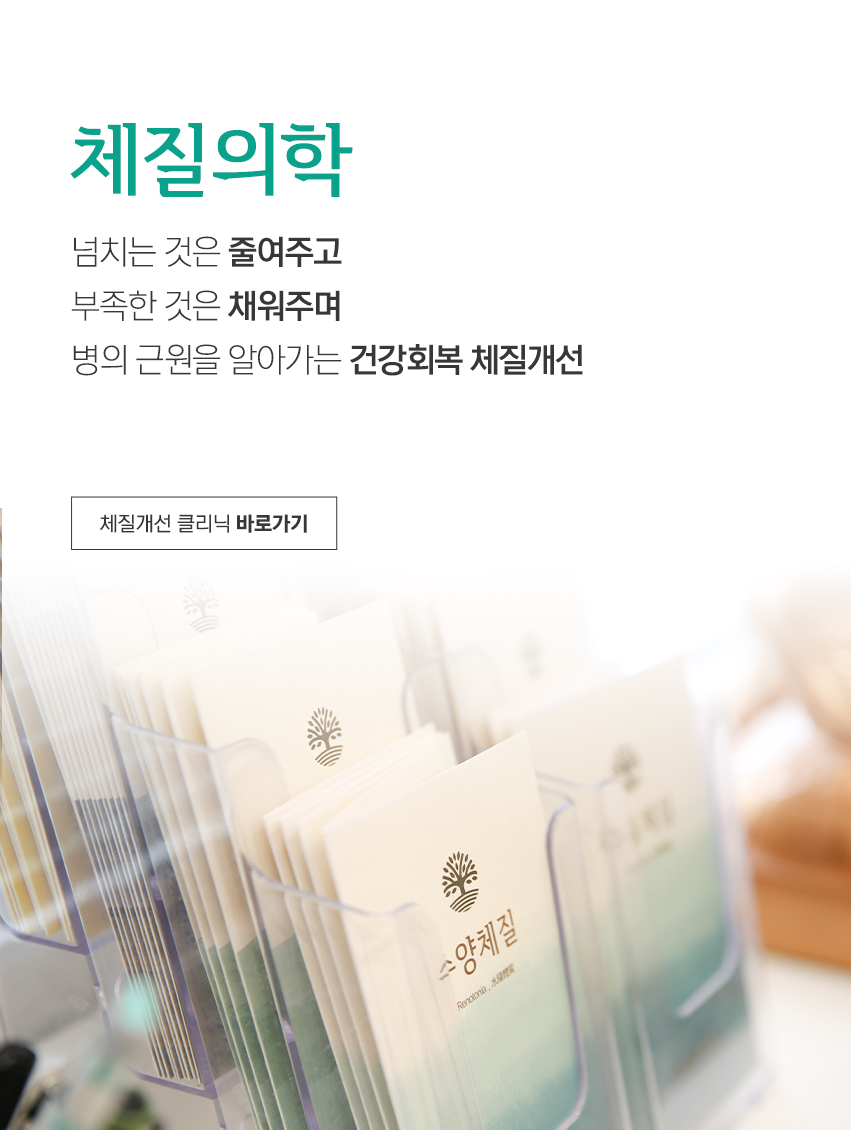 체질의학
넘치는 것은 줄여주고
부족한 것은 채워주며
병의 근원을 알아가는 건강회복 체질개선
체질개선 클리닉 바로가기
수양체질
Renotonia . 水陽體質